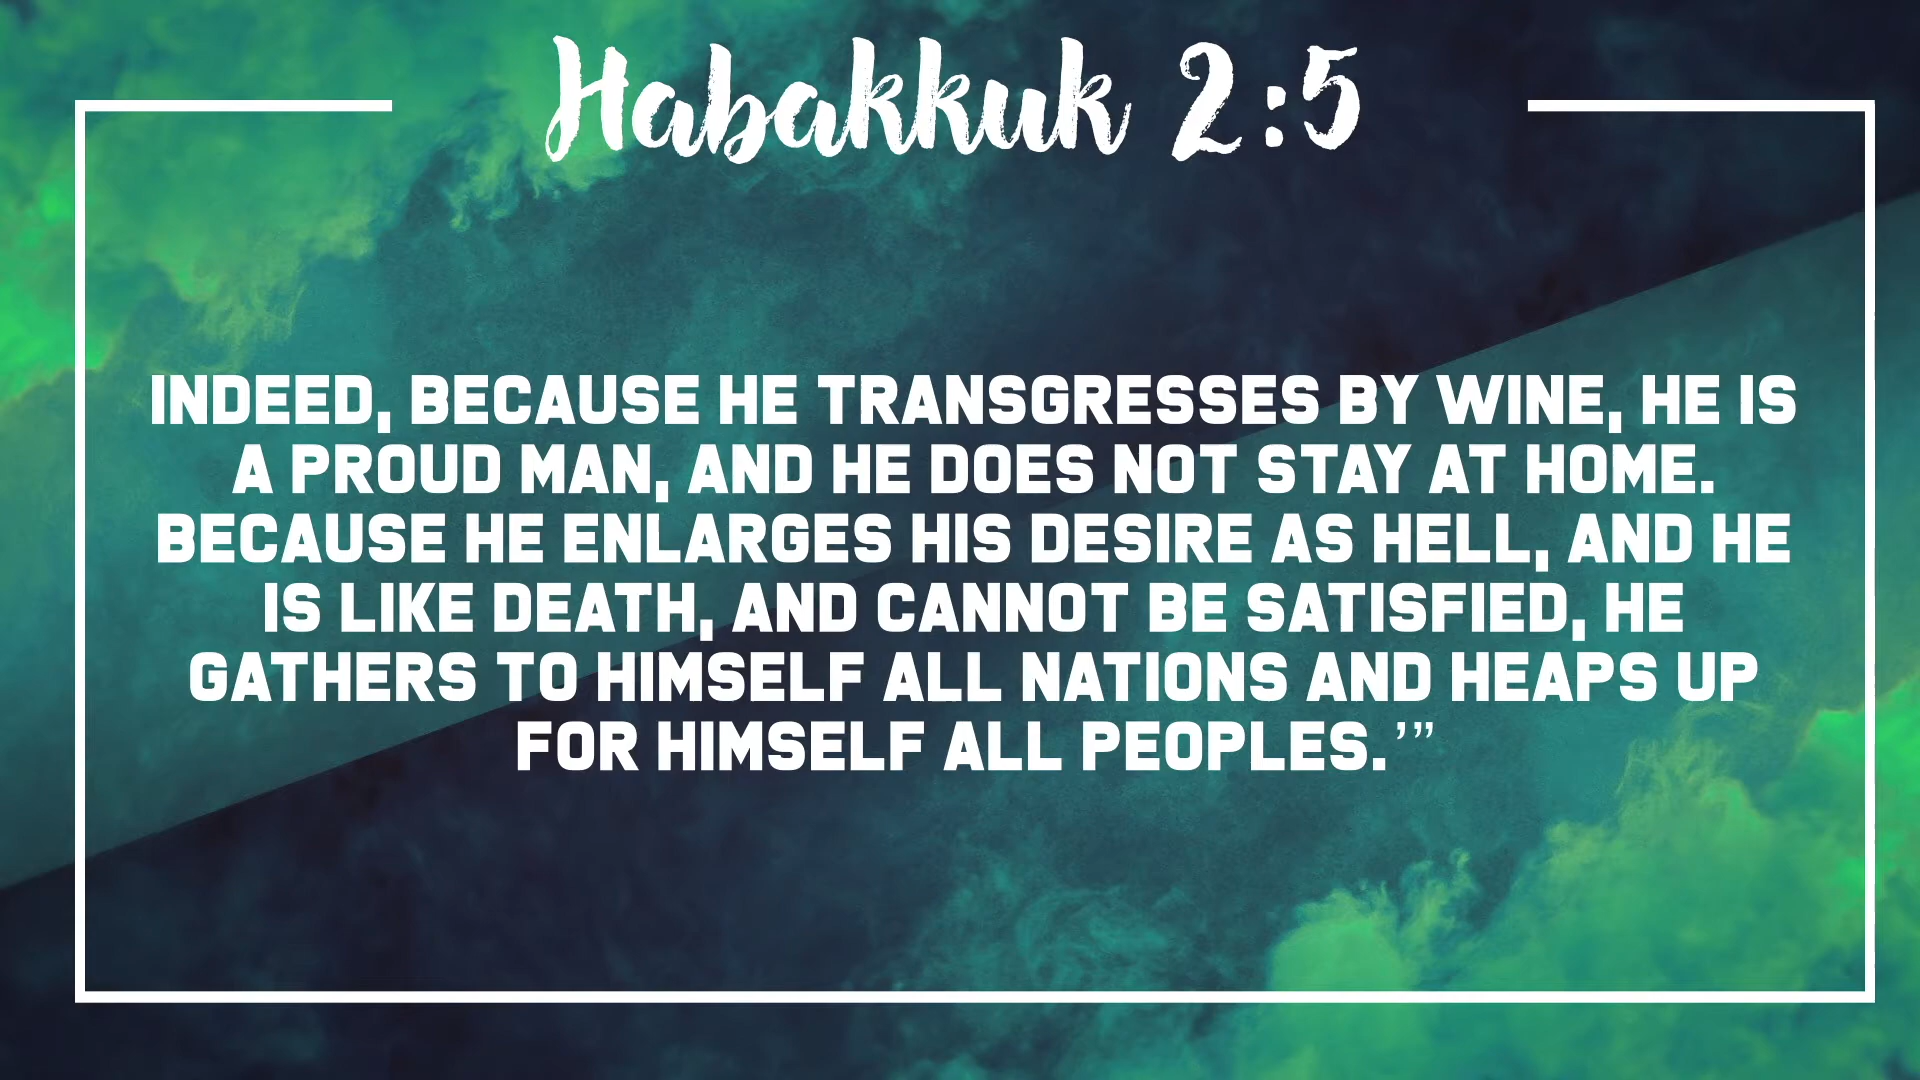 Habakkuk 2:5
INDEED, BECAUSE HE TRANSGRESSES BY WINE, HE IS
A PROUD MAN, AND HE DOES NOT STAY AT HOME.
BECAUSE HE ENLARGES HIS DESIRE AS HELL, AND HE
IS LIKE DEATH, AND CANNOT BE SATISFIED, HE
GATHERS TO HIMSELF ALL NATIONS AND HEAPS UP
FOR HIMSELF ALL PEOPLES.’”